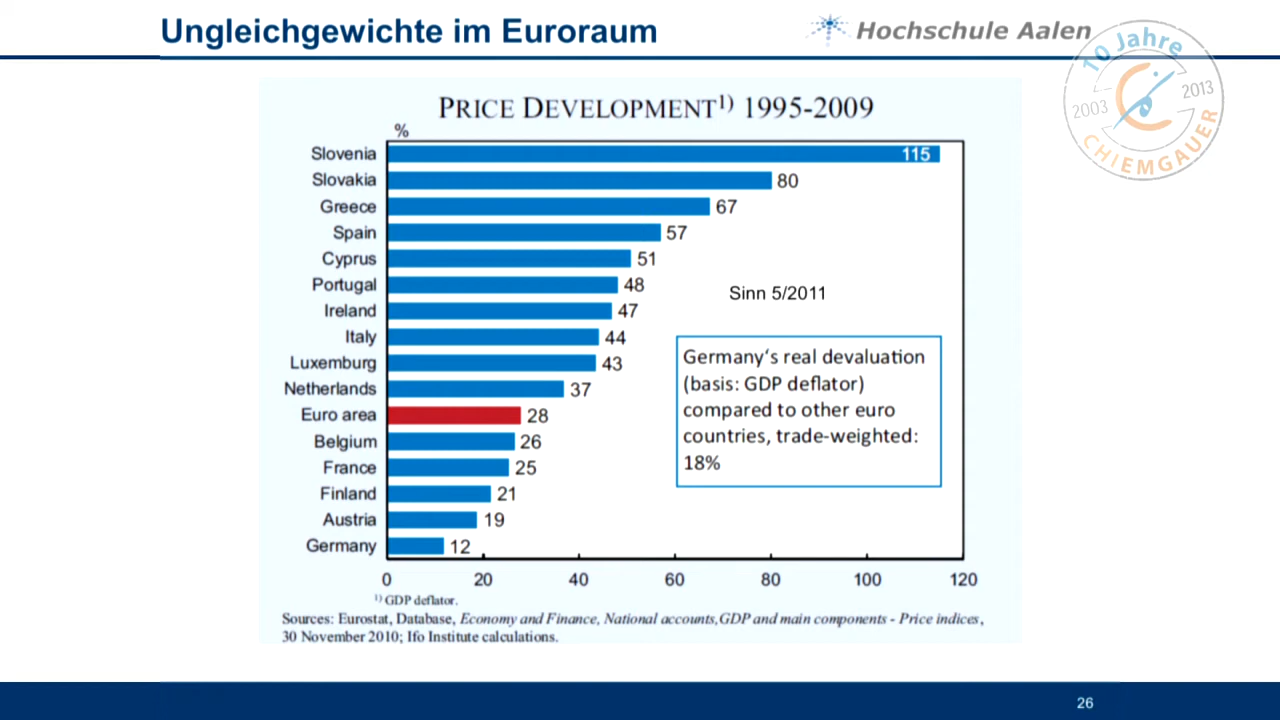 Ungleichgewichte im Euroraum
Hochschule Aalen
10 Jahre
2003
2013
CHIEMGAUER
PRICE DEVELOPMENT1) 1995-2009
%
Slovenia 115
Slovakia 80
Greece 67
Spain 57
Cyprus 51
Portugal 48
Ireland 47
Italy 44
Luxemburg 43
Netherlands 37
Euro area 28
Belgium 26
France 25
Finland 21
Austria 19
Germany 12
Sinn 5/2011
Germany‘s real devaluation
(basis: GDP deflator)
compared to other euro
countries, trade-weighted:
18%
0 20 40 60 80 100 120
1) GDP deflator.
Sources: Eurostat, Database, Economy and Finance, National accounts,GDP and main components - Price indices,
30 November 2010; Ifo Institute calculations.
26